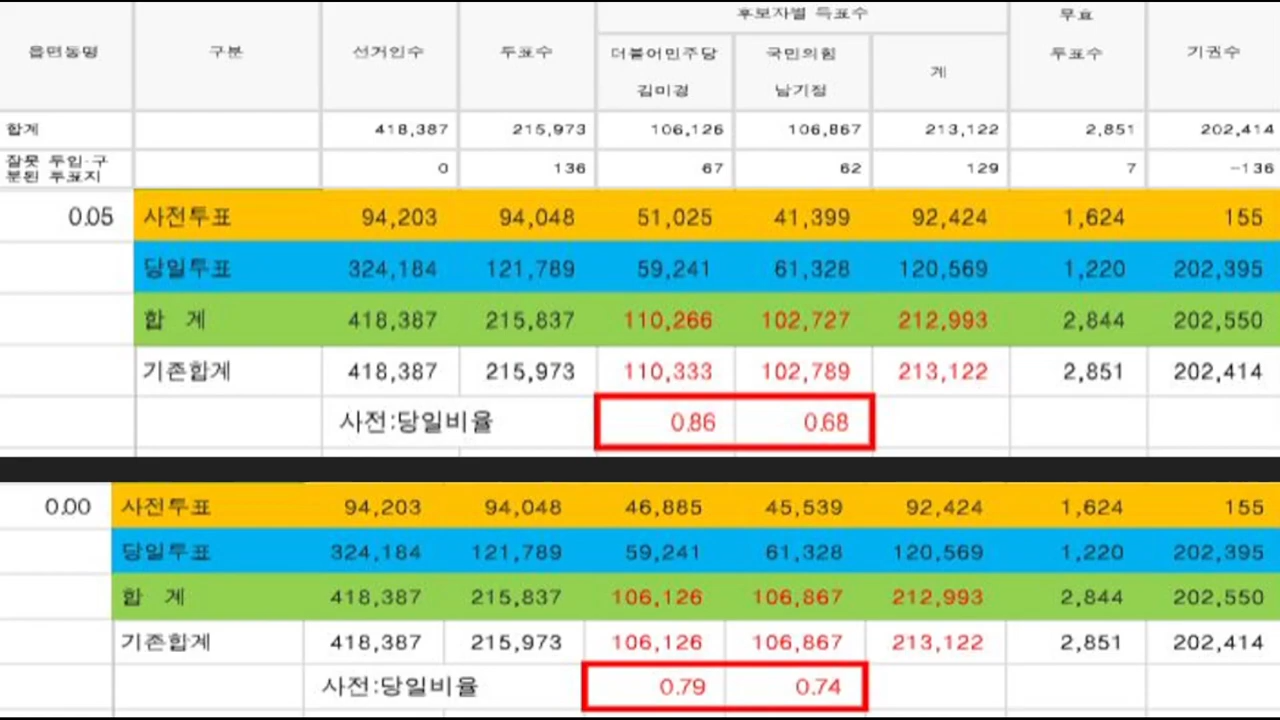 읍면동명 구분 선거인수 투표수 후보자별 득표수 무효 투표수 기권수
더불어민주당 김미경 국민의힘 남기정 계
합계 418,387 215,973 106,126 106,867 213,122 2,851 202,414
잘못 투입·구분된 투표지 0 136 67 62 129 7 -136
0.05 사전투표 94,203 94,048 51,025 41,399 92,424 1,624 155
당일투표 324,184 121,789 59,241 61,328 120,569 1,220 202,395
합 계 418,387 215,837 110,266 102,727 212,993 2,844 202,550
기존합계 418,387 215,973 110,333 102,789 213,122 2,851 202,414
사전:당일비율 0.86 0.68
0.00 사전투표 94,203 94,048 46,885 45,539 92,424 1,624 155
당일투표 324,184 121,789 59,241 61,328 120,569 1,220 202,395
합 계 418,387 215,837 106,126 106,867 212,993 2,844 202,550
기존합계 418,387 215,973 106,126 106,867 213,122 2,851 202,414
사전:당일비율 0.79 0.74